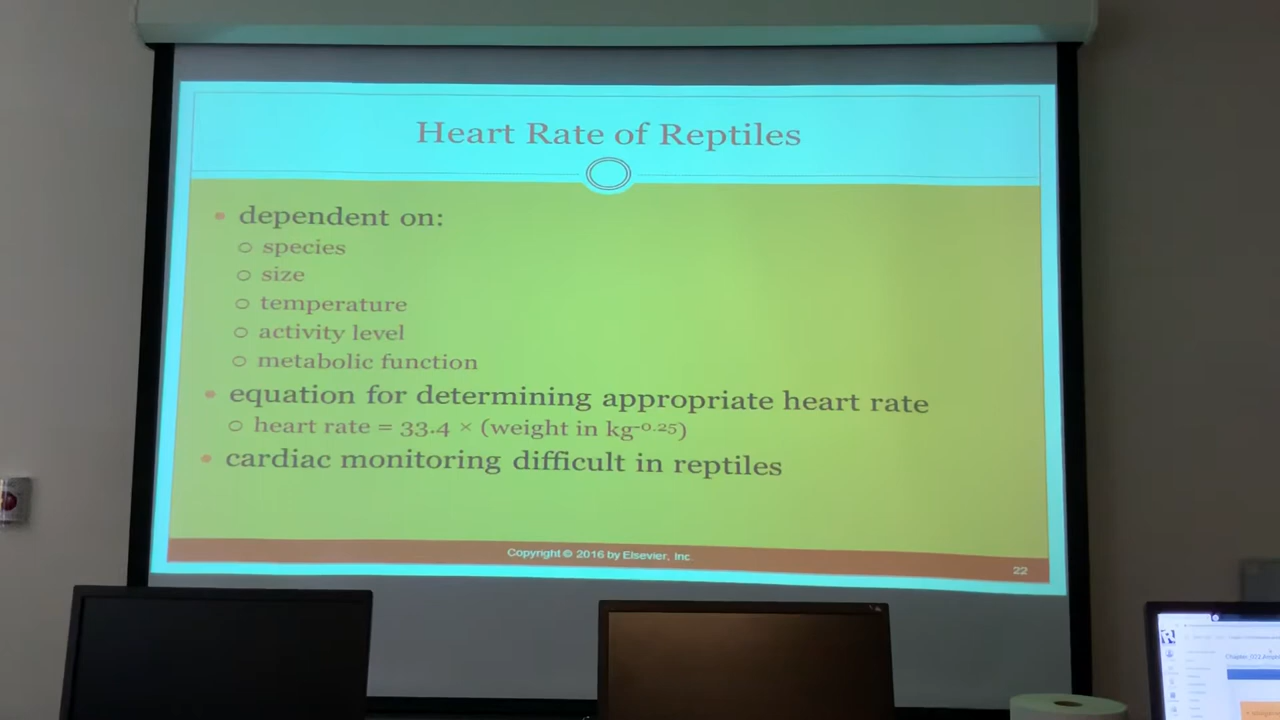 Heart Rate of Reptiles
• dependent on:
○ species
○ size
○ temperature
○ activity level
○ metabolic function
• equation for determining appropriate heart rate
○ heart rate = 33.4 × (weight in kg⁻⁰·²⁵)
• cardiac monitoring difficult in reptiles
Copyright © 2016 by Elsevier, Inc
22